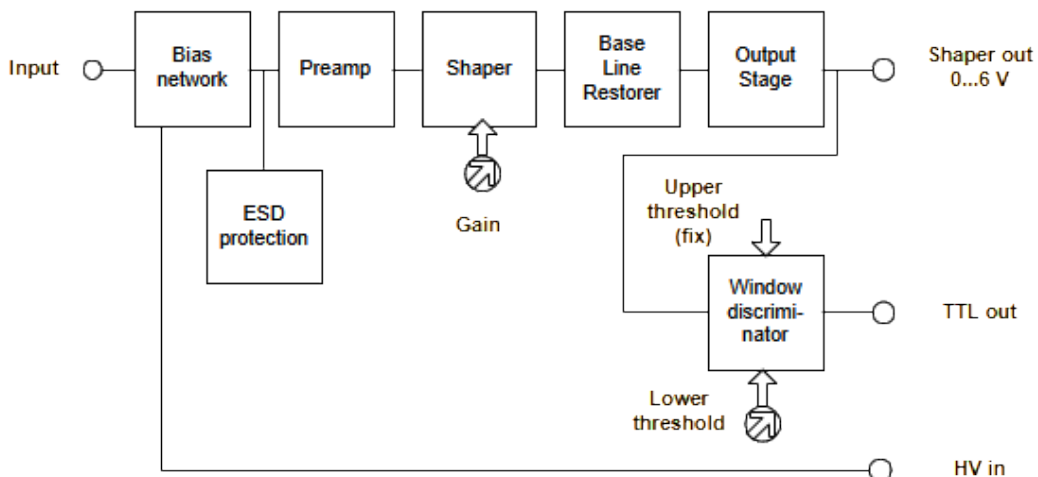 Input
Bias
network
Preamp
Shaper
Base
Line
Restorer
Output
Stage
Shaper out
0...6 V
ESD
protection
Gain
Upper
threshold
(fix)
Window
discrimi-
nator
TTL out
Lower
threshold
HV in